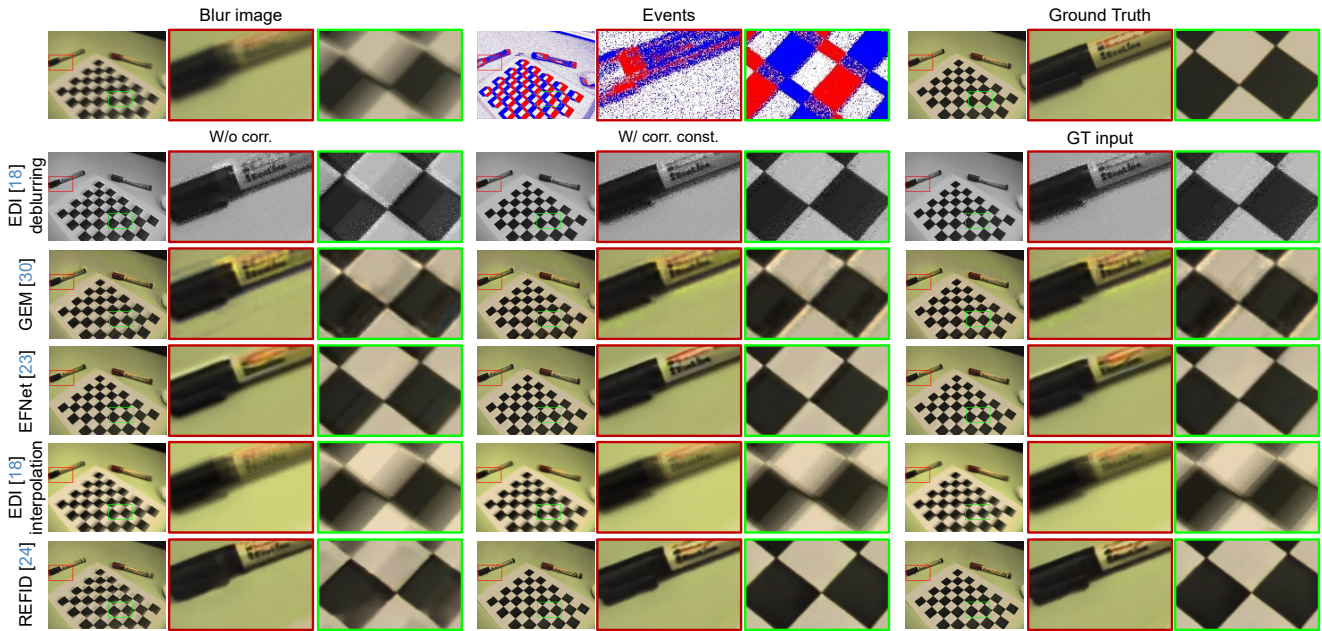 Blur image
Events
Ground Truth
W/o corr.
W/ corr. const.
GT input
EDI [18]
deblurring
GEM [30]
EFNet [23]
EDI [18]
interpolation
REFID [24]